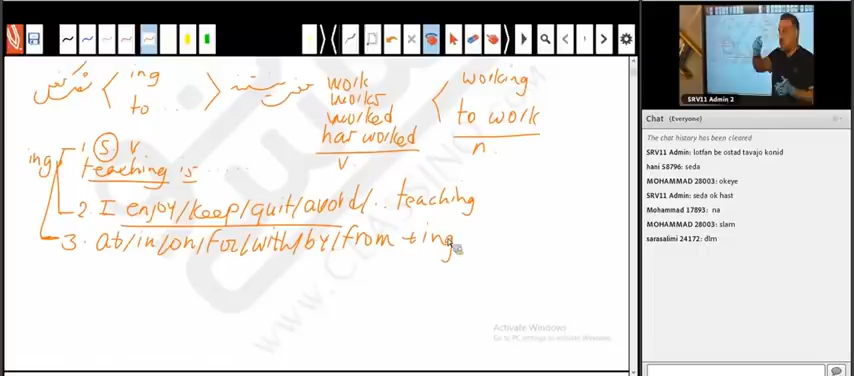 ing
to ...
work
works
worked
has worked
v
working
to work
n.
ing
1 S. V
teaching is ......
2. I enjoy/keep/quit/avoid/.. teaching
3. at/in/on/for/with/by/from + ing
SRV11 Admin 2
Chat (Everyone)
The chat history has been cleared
SRV11 Admin: lotfan be ostad tavajo konid
hani 58796: seda
MOHAMMAD 28003: okeye
SRV11 Admin: seda ok hast
Mohammad 17893: na
MOHAMMAD 28003: slam
sarasalimi 24172: dlm
Activate Windows
Go to PC settings to activate Windows.